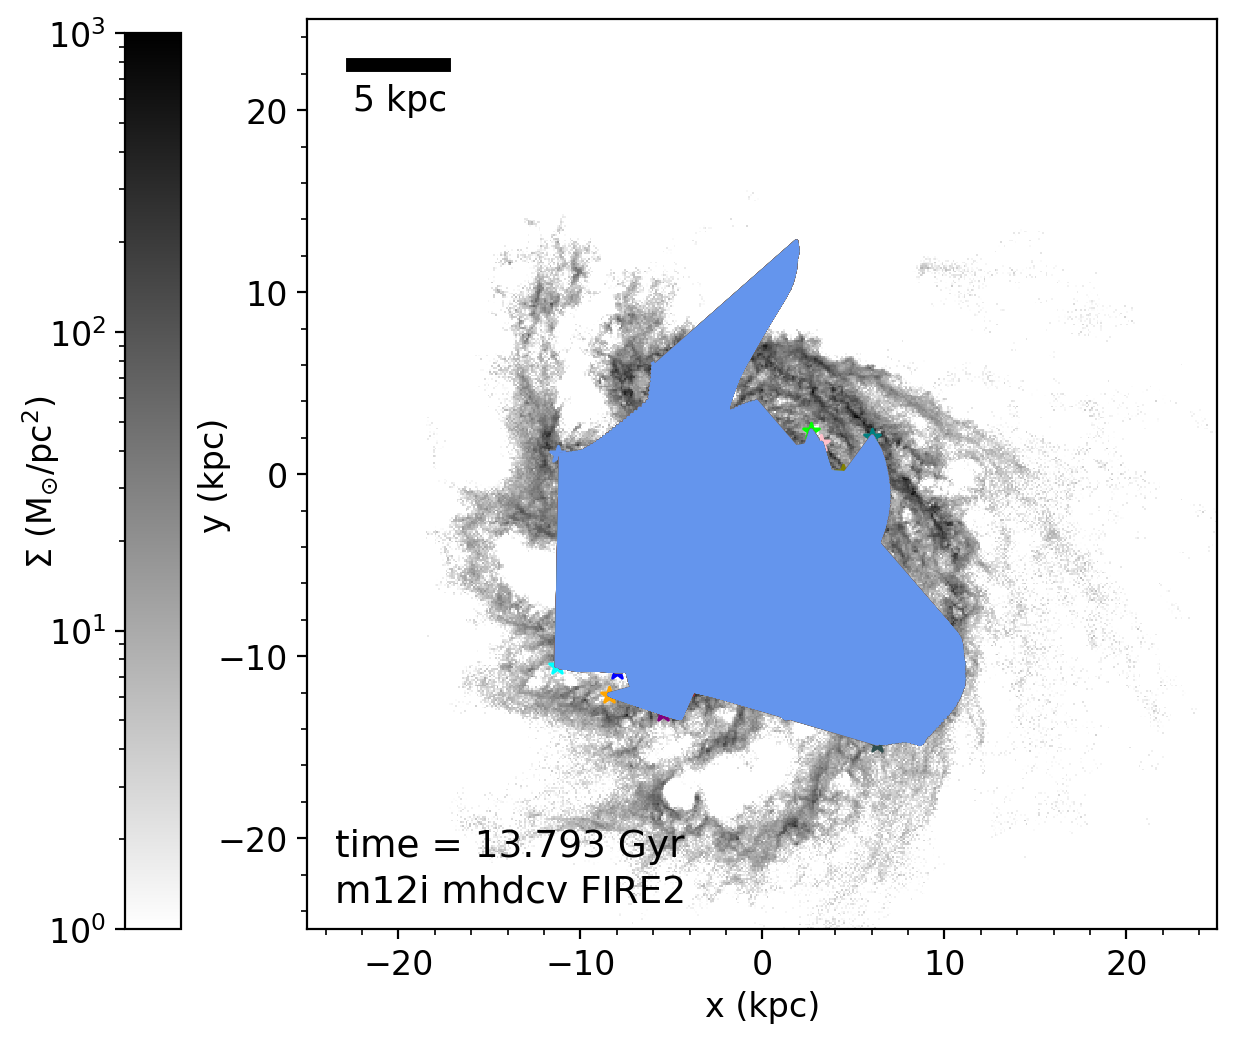 10³
10²
10¹
10⁰
Σ (M⊙/pc²)
y (kpc)
20
10
0
−10
−20
5 kpc
time = 13.793 Gyr
m12i mhdcv FIRE2
−20 −10 0 10 20
x (kpc)